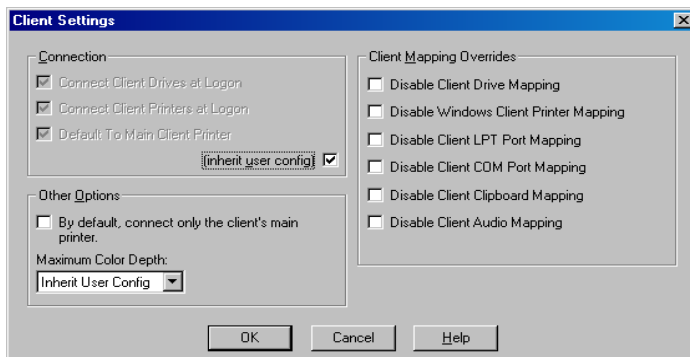 Client Settings
Connection
Connect Client Drives at Logon
Connect Client Printers at Logon
Default To Main Client Printer
(inherit user config)
Other Options
By default, connect only the client's main
printer.
Maximum Color Depth:
Inherit User Config
Client Mapping Overrides
Disable Client Drive Mapping
Disable Windows Client Printer Mapping
Disable Client LPT Port Mapping
Disable Client COM Port Mapping
Disable Client Clipboard Mapping
Disable Client Audio Mapping
OK
Cancel
Help